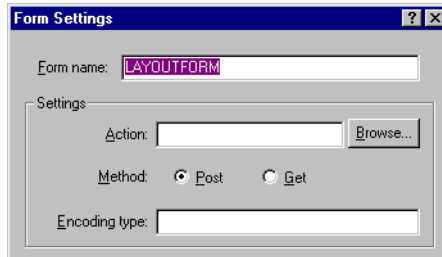 Form Settings
Form name: LAYOUTFORM
Settings
Action: Browse...
Method: Post Get
Encoding type: